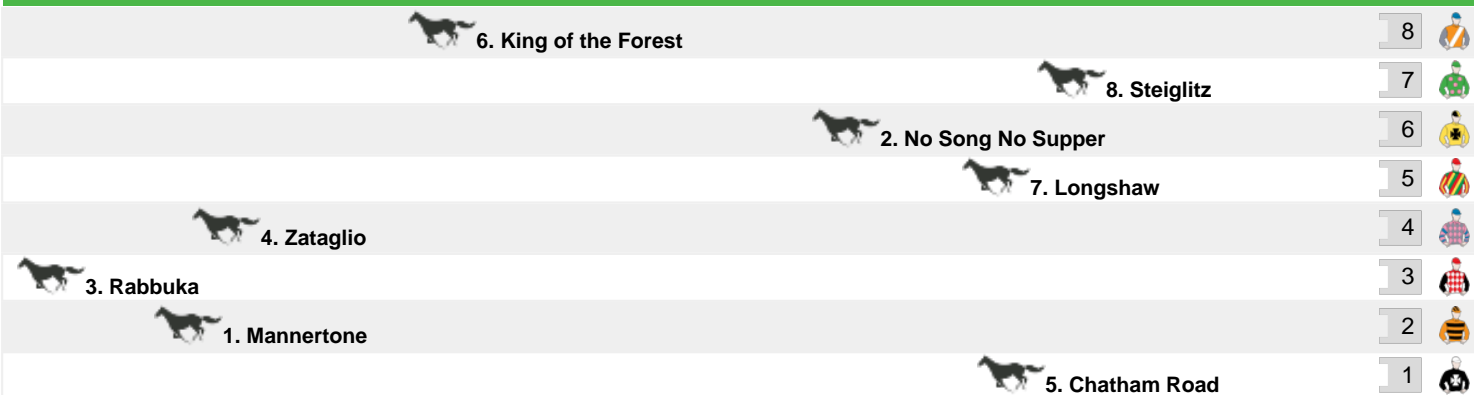 6. King of the Forest 8
8. Steiglitz 7
2. No Song No Supper 6
7. Longshaw 5
4. Zataglio 4
3. Rabbuka 3
1. Mannertone 2
5. Chatham Road 1